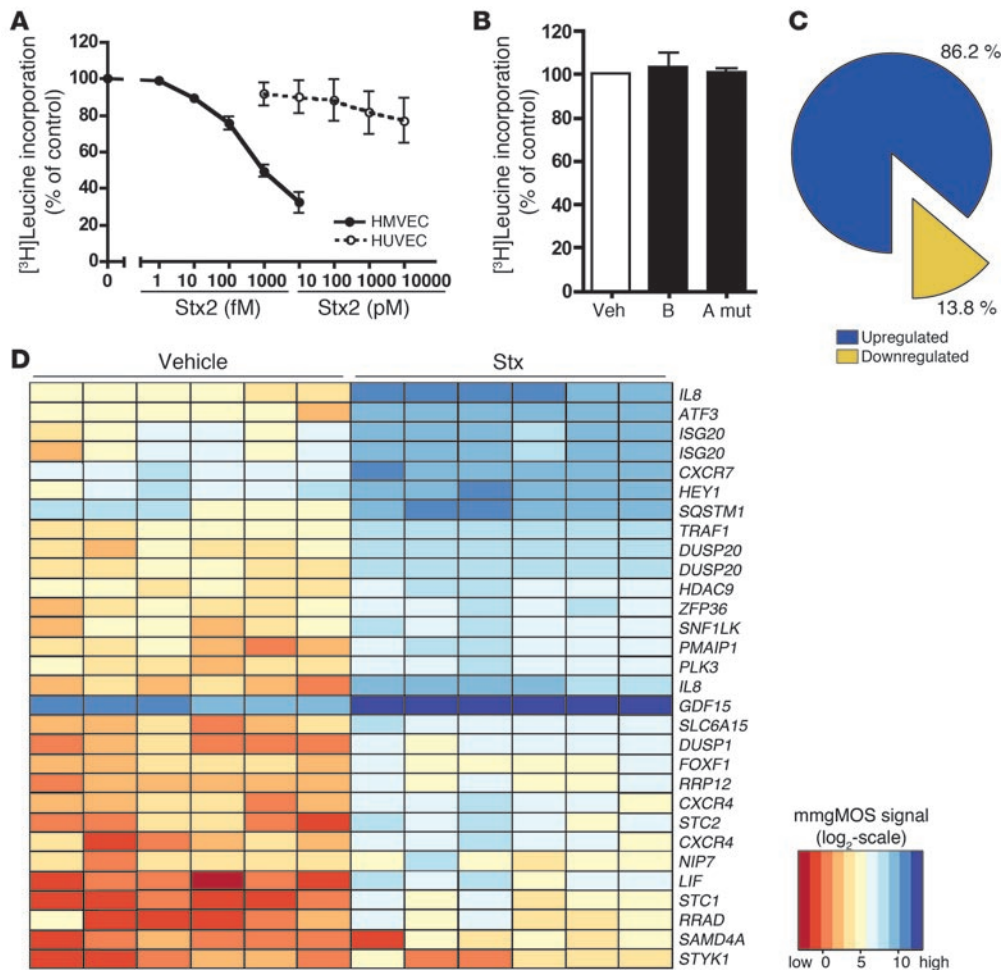 A
[³H]Leucine incorporation
(% of control)
120
100
80
60
40
20
0
HMVEC
HUVEC
0 1 10 100 1000 10 100 1000 10000
Stx2 (fM) Stx2 (pM)
B
[³H]Leucine incorporation
(% of control)
120
100
80
60
40
20
120
0
Veh B A mut
C
86.2 %
13.8 %
Upregulated
Downregulated
D
Vehicle Stx
IL8
ATF3
ISG20
ISG20
CXCR7
HEY1
SQSTM1
TRAF1
DUSP20
DUSP20
HDAC9
ZFP36
SNF1LK
PMAIP1
PLK3
IL8
GDF15
SLC6A15
DUSP1
FOXF1
RRP12
CXCR4
STC2
CXCR4
NIP7
LIF
STC1
RRAD
SAMD4A
STYK1
mmgMOS signal
(log₂-scale)
0 5 10
low high